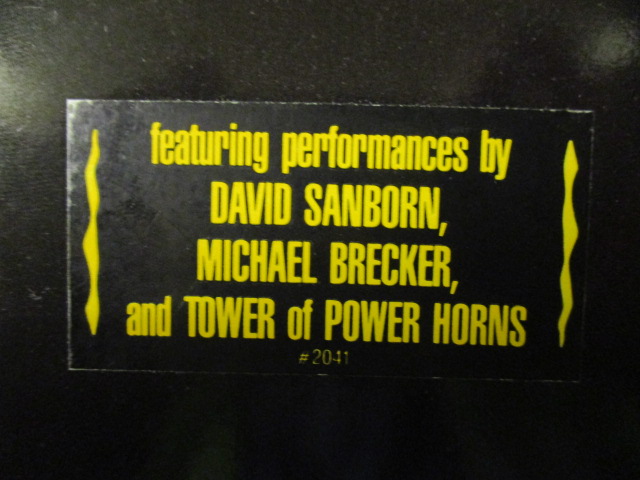 featuring performances by
DAVID SANBORN,
MICHAEL BRECKER,
and TOWER of POWER HORNS
#2041